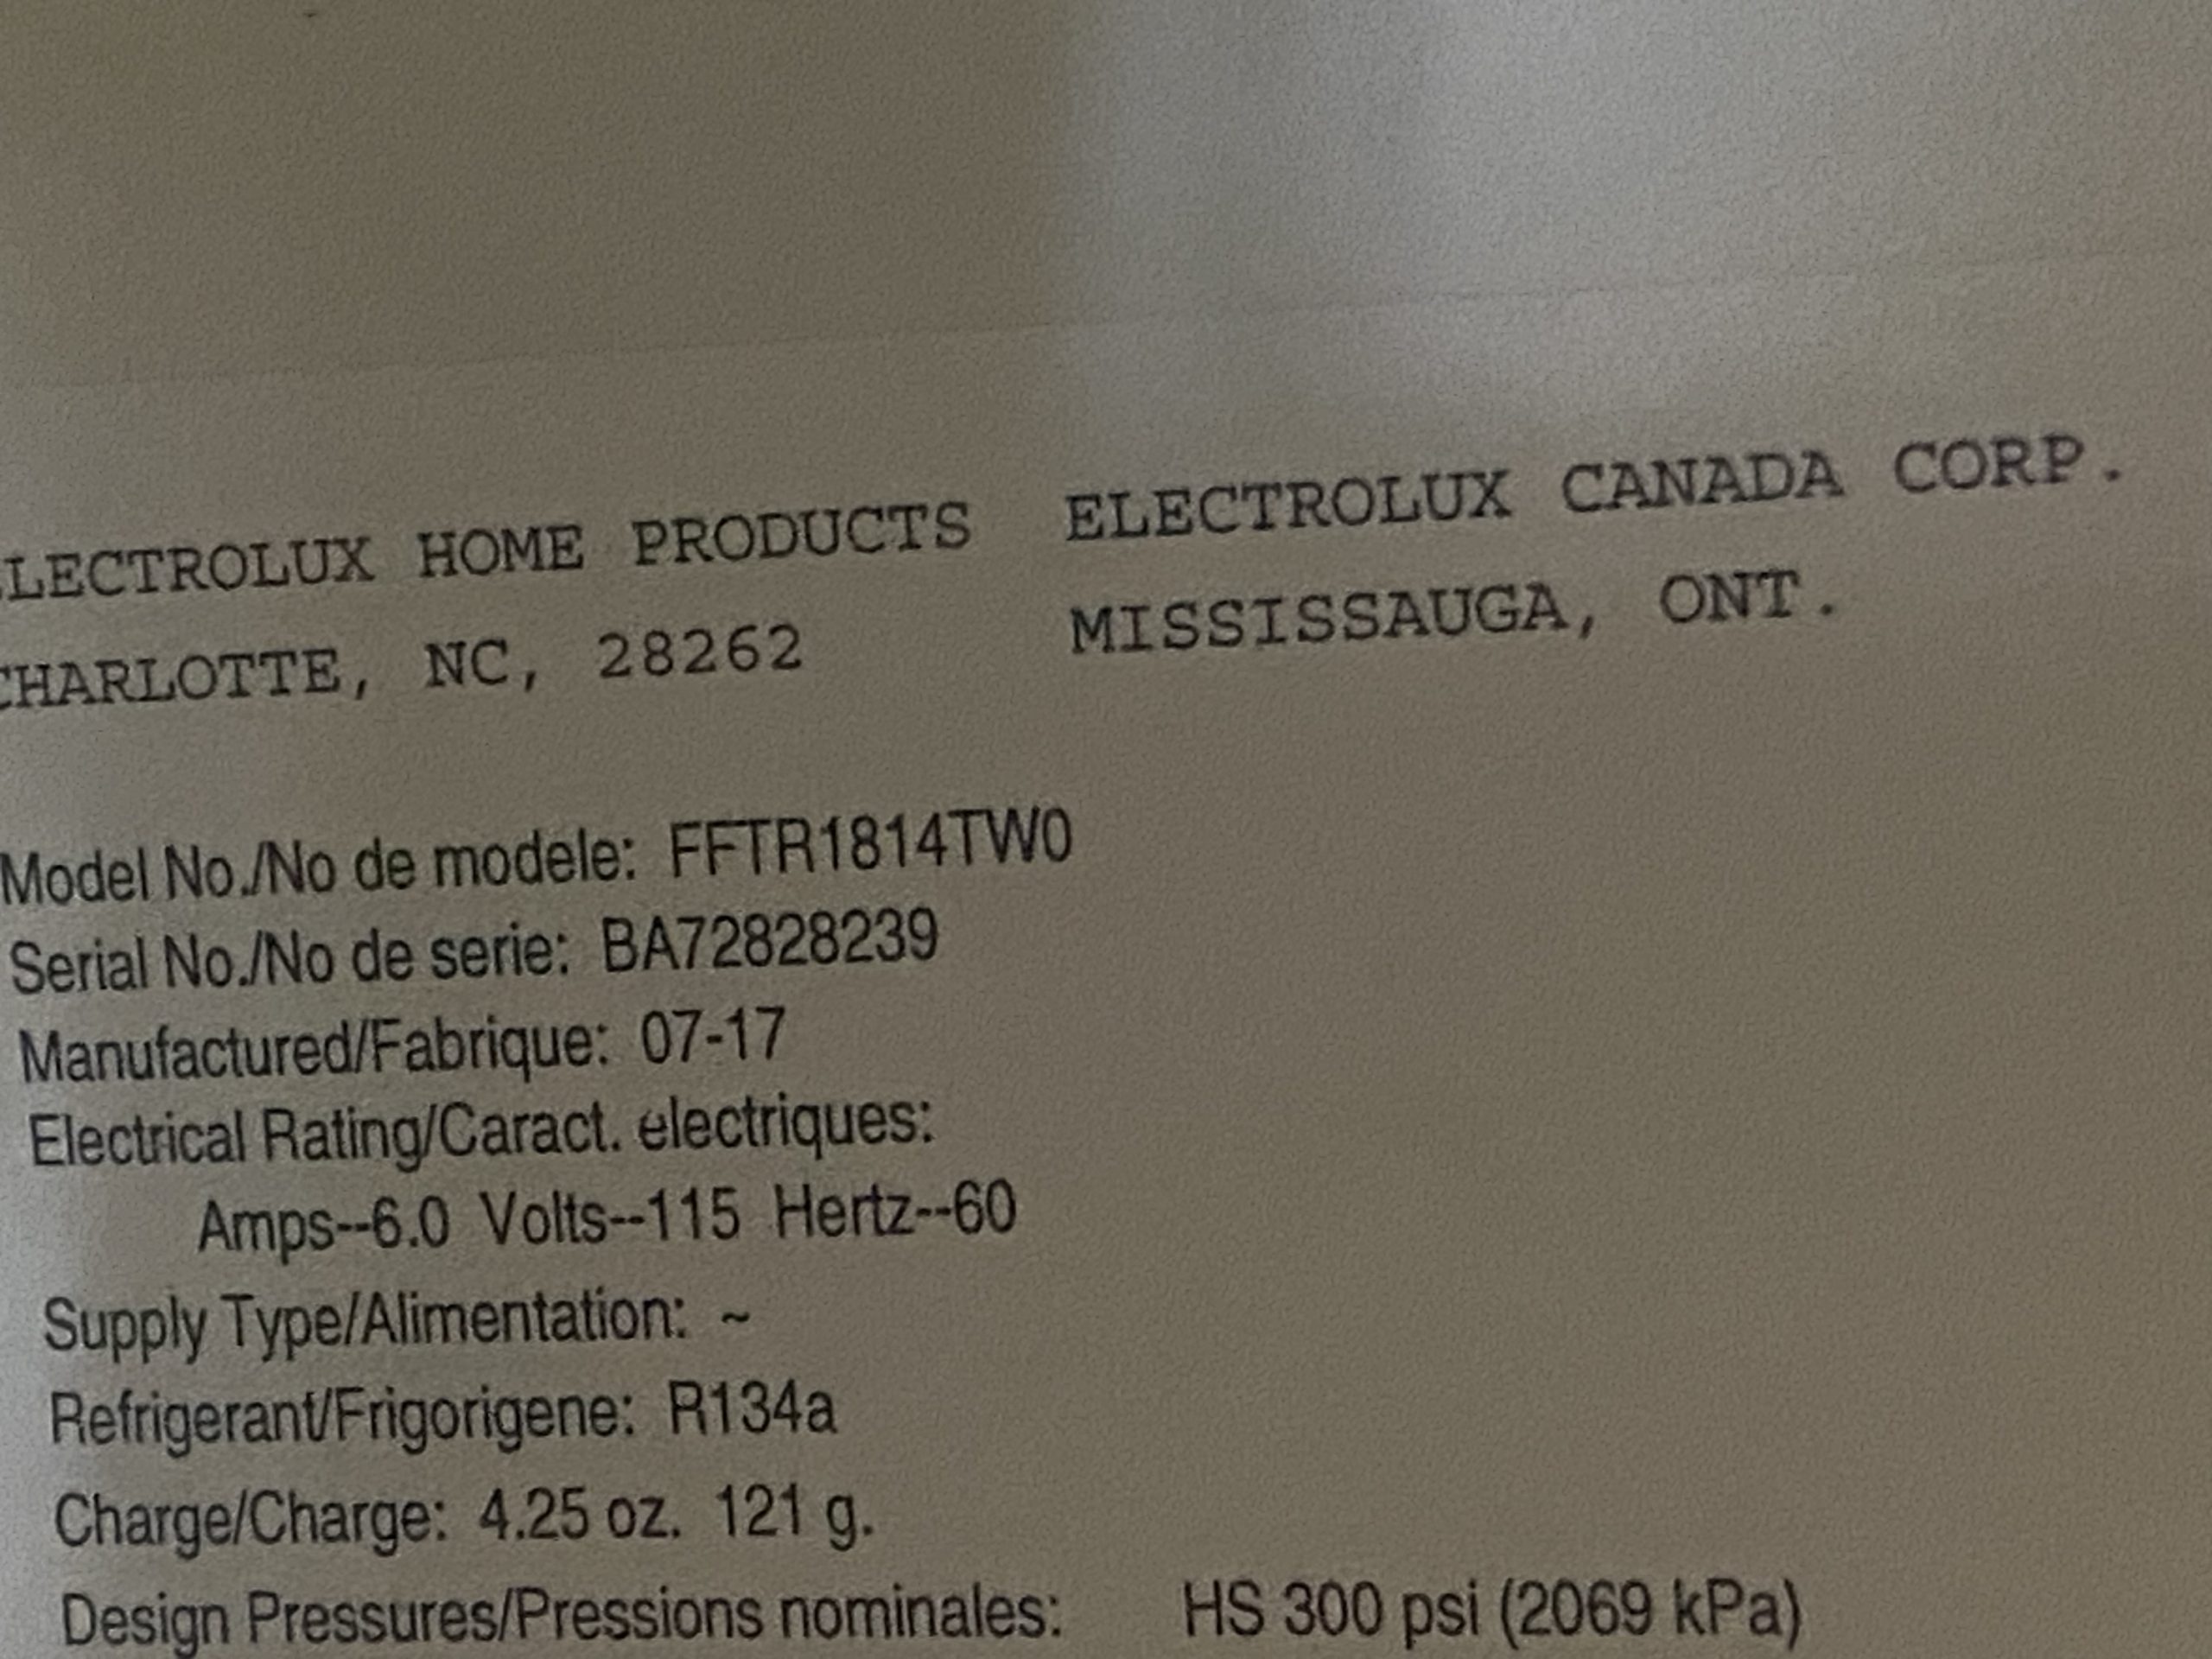 ELECTROLUX HOME PRODUCTS ELECTROLUX CANADA CORP.
CHARLOTTE, NC, 28262 MISSISSAUGA, ONT.
Model No./No de modele: FFTR1814TW0
Serial No./No de serie: BA72828239
Manufactured/Fabrique: 07-17
Electrical Rating/Caract. electriques:
Amps--6.0 Volts--115 Hertz--60
Supply Type/Alimentation: ~
Refrigerant/Frigorigene: R134a
Charge/Charge: 4.25 oz. 121 g.
Design Pressures/Pressions nominales: HS 300 psi (2069 kPa)